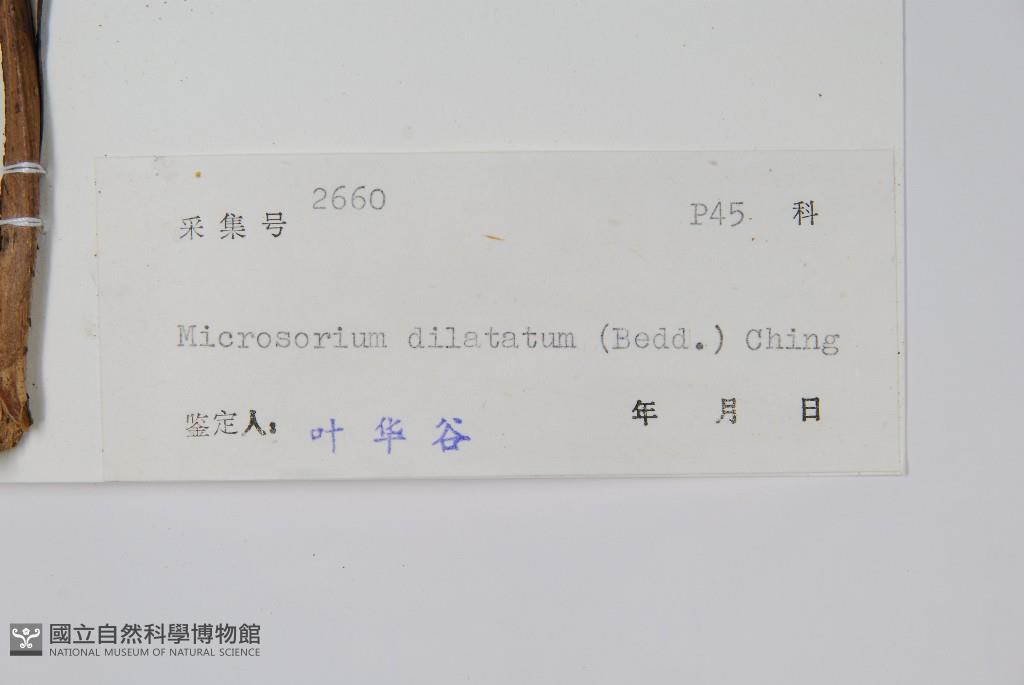 采集号 2660 P45 科
Microsorium dilatatum (Bedd.) Ching
鉴定人: 叶华谷 年 月 日
國立自然科學博物館
NATIONAL MUSEUM OF NATURAL SCIENCE